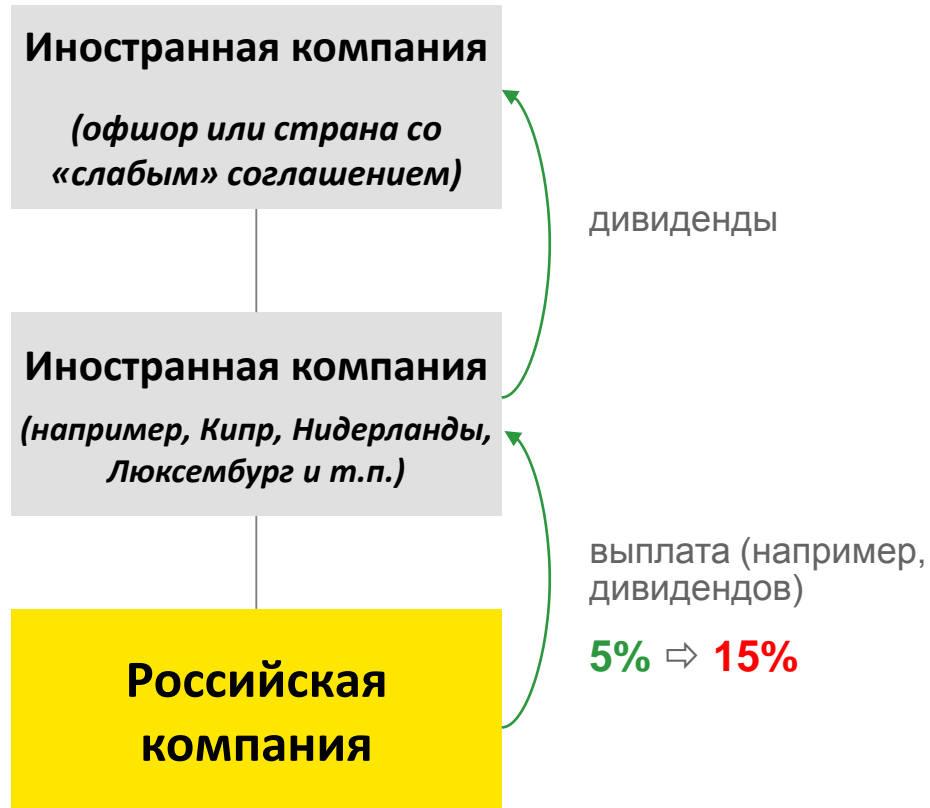 Иностранная компания
(офшор или страна со
«слабым» соглашением)
дивиденды
Иностранная компания
(например, Кипр, Нидерланды,
Люксембург и т.п.)
выплата (например,
дивидендов)
5% ⇨ 15%
Российская
компания